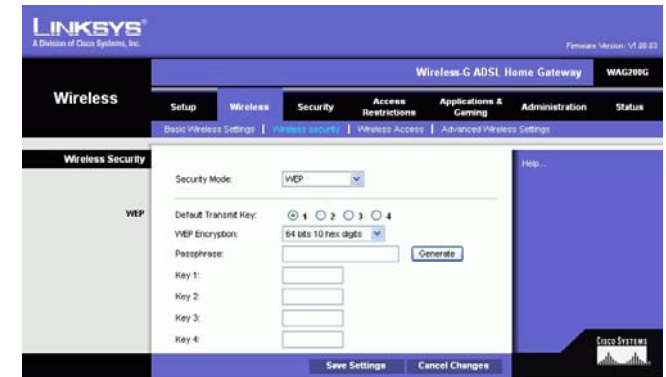 LINKSYS®
A Division of Cisco Systems, Inc.
Firmware Version: V1.00.03
Wireless-G ADSL Home Gateway WAG200G
Wireless
Setup Wireless Security Access Restrictions Applications & Gaming Administration Status
Basic Wireless Settings | Wireless security | Wireless Access | Advanced Wireless Settings
Wireless Security
Help...
Security Mode: WEP
WEP
Default Transmit Key: 1 2 3 4
WEP Encryption: 64 bits 10 hex digits
Passphrase: Generate
Key 1:
Key 2:
Key 3:
Key 4:
Save Settings Cancel Changes
CISCO SYSTEMS